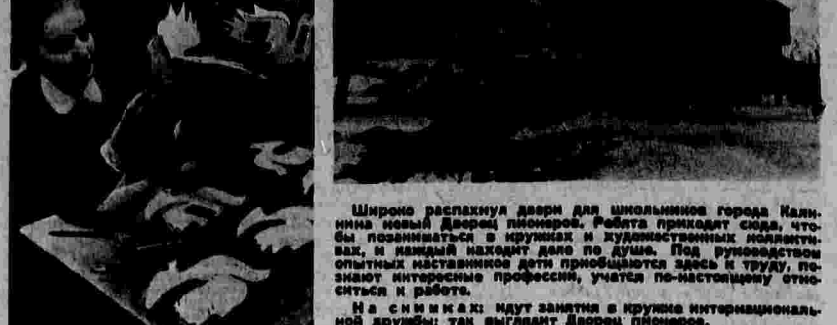 Широко распахнул двери для школьников города Кали-
нина новый Дворец пионеров. Ребята приходят сюда, что-
бы позаниматься в кружках и художественных коллекти-
вах, и каждый находит дело по душе. Под руководством
опытных наставников дети приобщаются здесь к труду, по-
знают интересные профессии, учатся по-настоящему отно-
ситься к работе.
На снимках: идут занятия в кружке интернациональ-
ной дружбы; так выглядит Дворец пионеров.